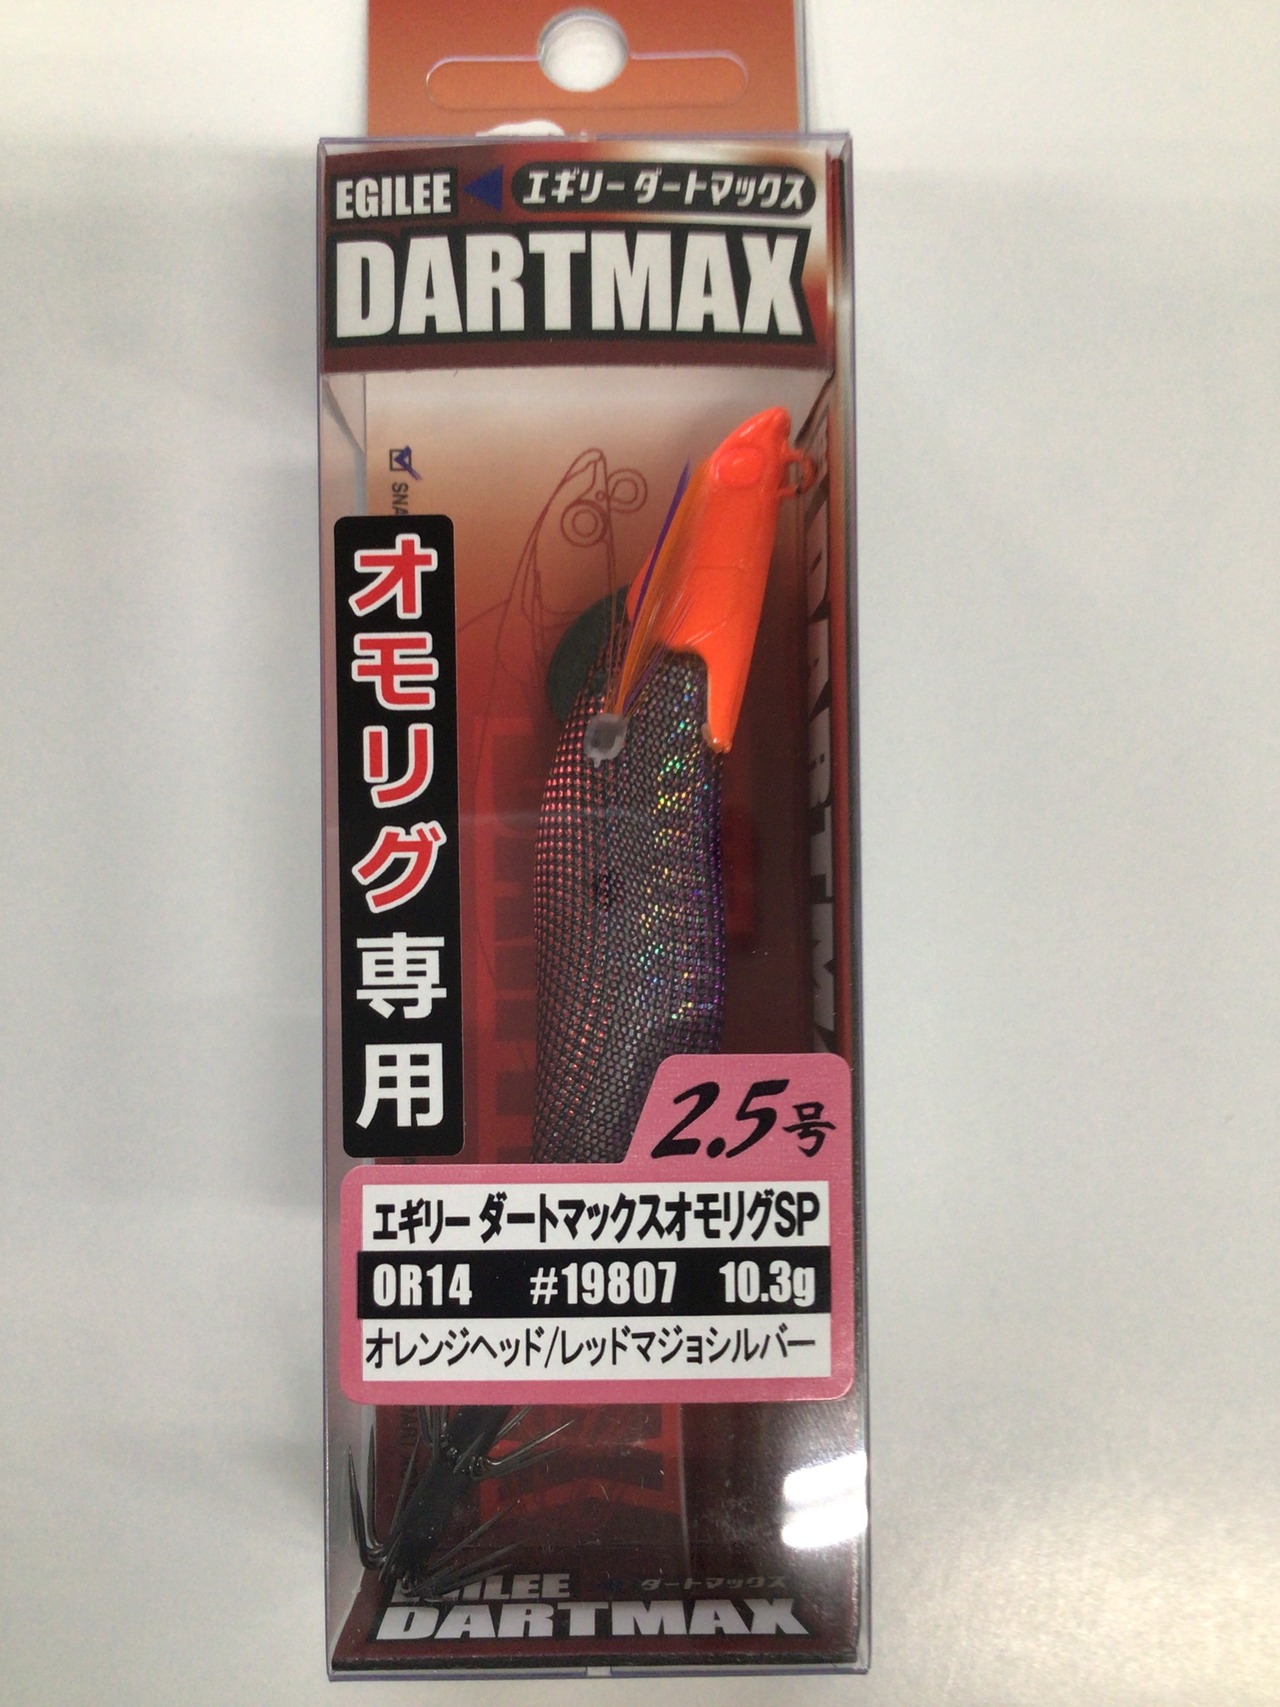 EGILEE エギリー ダートマックス
DARTMAX
SNA
オモリグ専用
DARTMAX
2.5号
エギリー ダートマックスオモリグSP
OR14 #19807 10.3g
オレンジヘッド/レッドマジョシルバー
EGILEE ダートマックス
DARTMAX